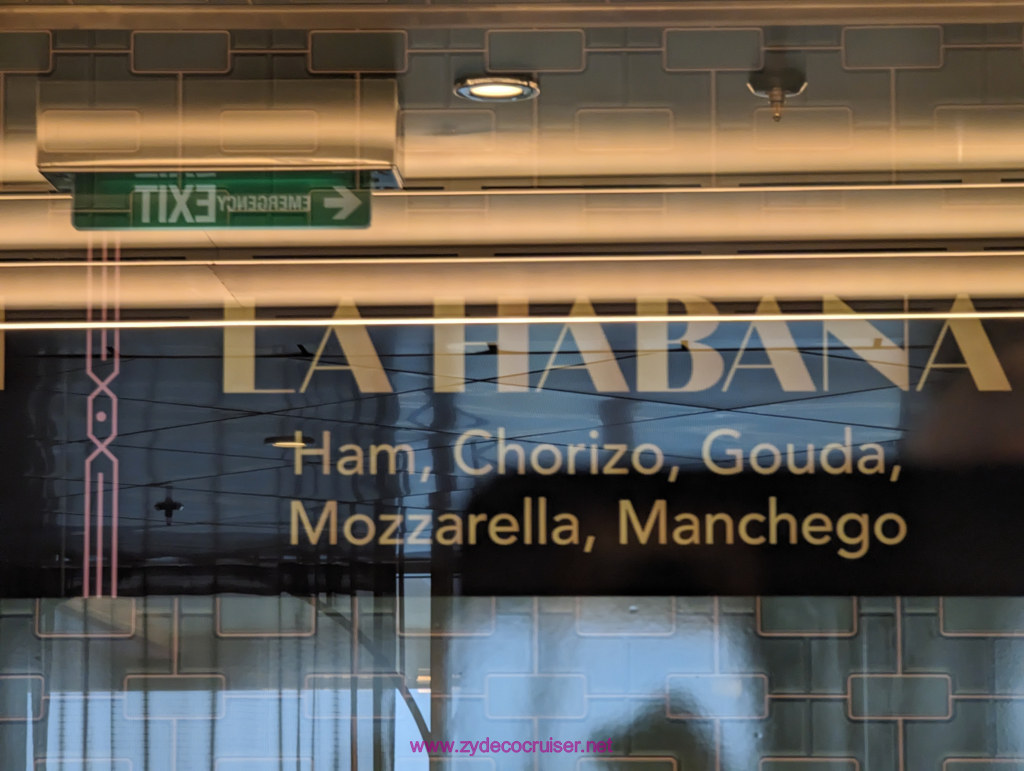 EMERGENCY EXIT
LA HABANA
Ham, Chorizo, Gouda,
Mozzarella, Manchego
www.zydecocruiser.net